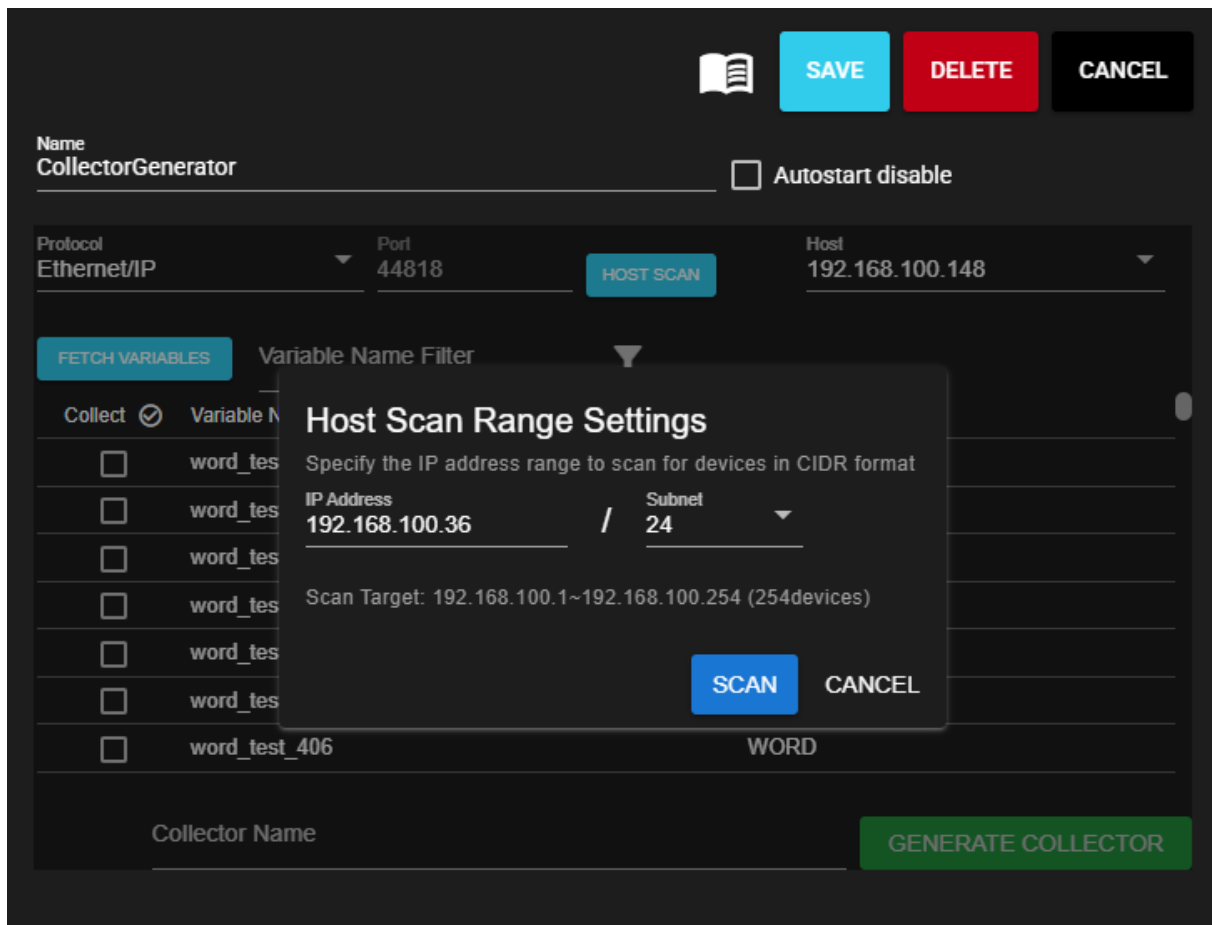 SAVE DELETE CANCEL
Name
CollectorGenerator
Autostart disable
Protocol Port Host
Ethernet/IP 44818 HOST SCAN 192.168.100.148
FETCH VARIABLES Variable Name Filter
Collect Variable N
Host Scan Range Settings
Specify the IP address range to scan for devices in CIDR format
IP Address Subnet
192.168.100.36 / 24
Scan Target: 192.168.100.1~192.168.100.254 (254devices)
SCAN CANCEL
word_tes
word_tes
word_tes
word_tes
word_tes
word_tes
word_test_406 WORD
Collector Name GENERATE COLLECTOR